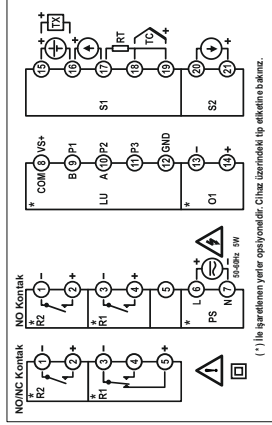 NO/NC Kontak
* R2
1 −
2 +
* R1
3 −
4
5 +
NO Kontak
* R2
1 −
2 +
* R1
3 −
4 +
5
* PS
L 6 +
N 7 −
50-60Hz 5W
* LU
COM 8 VS+
B 9 P1
A 10 P2
11 P3
12 GND
* O1
13 −
14 +
S1
15 +
TX
16 +
17
RT
18
TC
19 +
S2
20
21 +
(*) İle işaretlenen yerler opsiyoneldir. Cihaz üzerindeki tip etiketine bakınız.